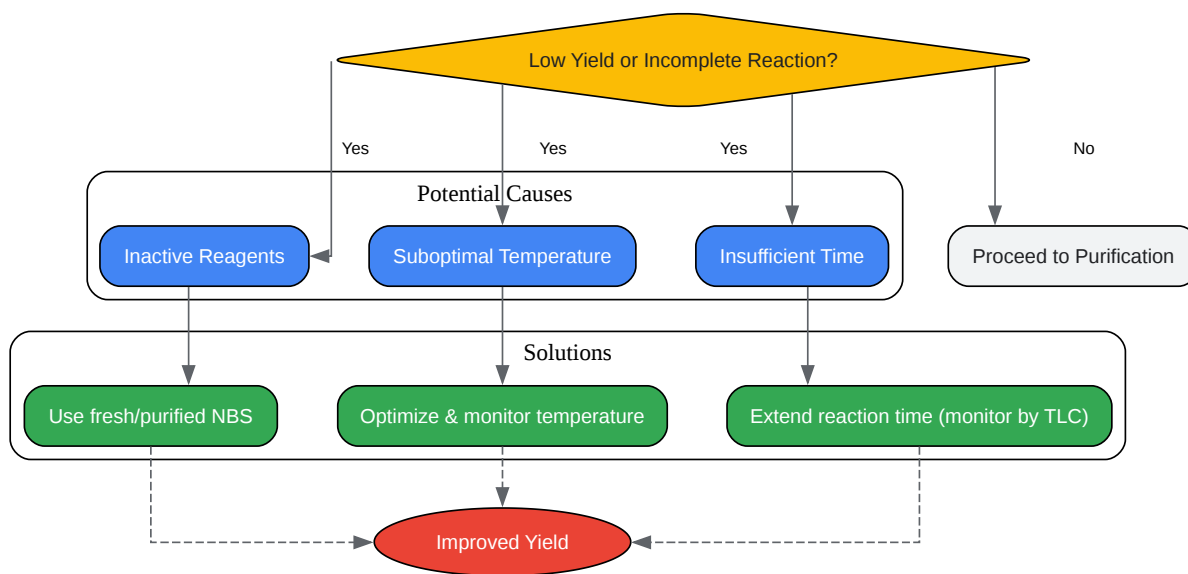 Low Yield or Incomplete Reaction?
Yes
Yes
Yes
No
Potential Causes
Inactive Reagents
Suboptimal Temperature
Insufficient Time
Proceed to Purification
Solutions
Use fresh/purified NBS
Optimize & monitor temperature
Extend reaction time (monitor by TLC)
Improved Yield